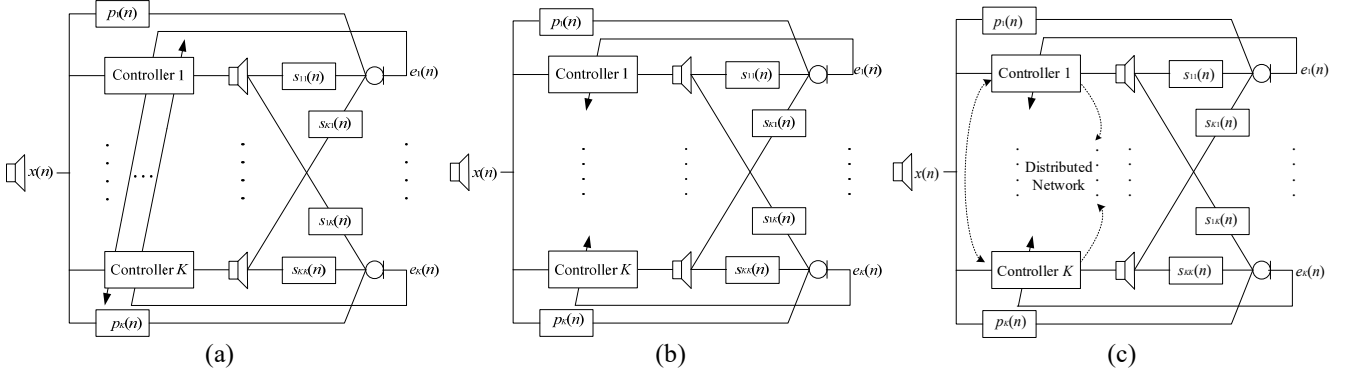 p1(n)
Controller 1
s11(n)
e1(n)
sK1(n)
x(n)
s1K(n)
Controller K
sKK(n)
eK(n)
pK(n)
(a)
p1(n)
Controller 1
s11(n)
e1(n)
sK1(n)
x(n)
s1K(n)
Controller K
sKK(n)
eK(n)
pK(n)
(b)
p1(n)
Controller 1
s11(n)
e1(n)
sK1(n)
x(n)
Distributed
Network
s1K(n)
Controller K
sKK(n)
eK(n)
pK(n)
(c)